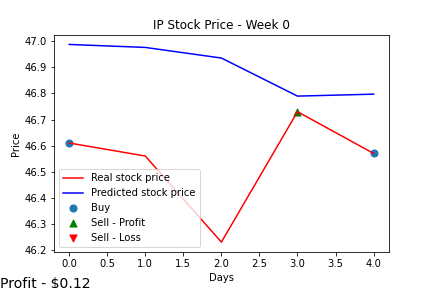 IP Stock Price - Week 0
47.0
46.9
46.8
46.7
46.6
46.5
46.4
46.3
46.2
Price
Real stock price
Predicted stock price
Buy
Sell - Profit
Sell - Loss
0.0 0.5 1.0 1.5 2.0 2.5 3.0 3.5 4.0
Days
Profit - $0.12